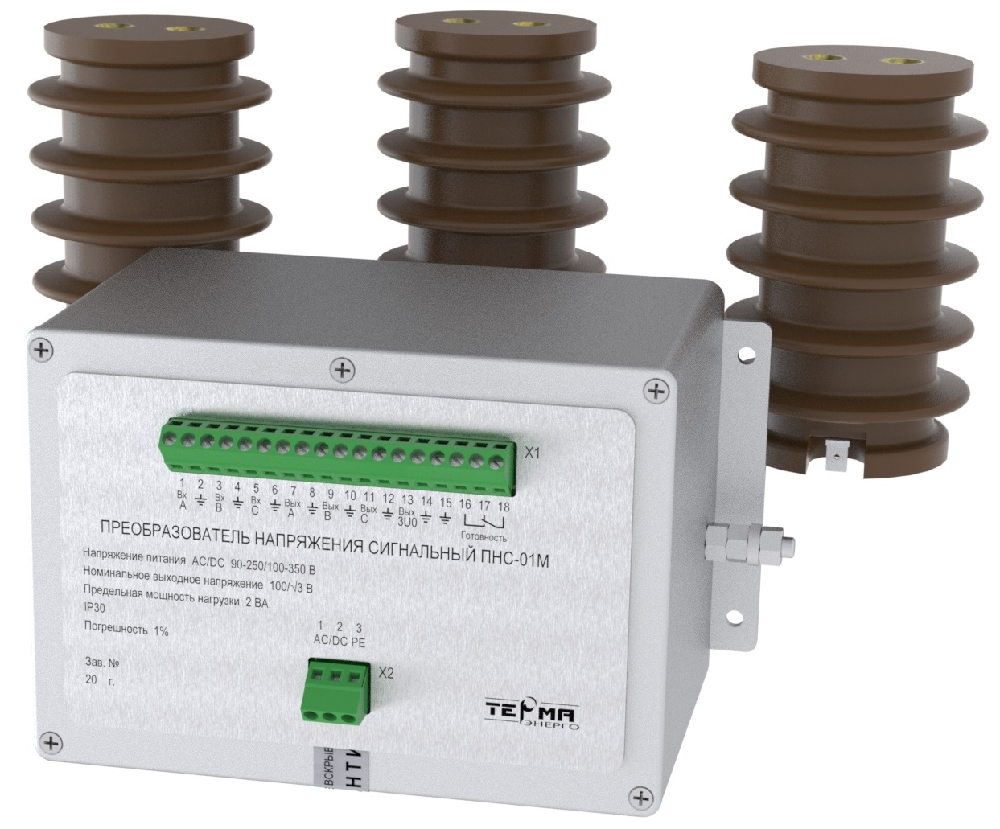 X1
1 2 3 4 5 6 7 8 9 10 11 12 13 14 15 16 17 18
Вх Вх Вх Вых Вых Вых Вых
А В С А В С 3U0
Готовность
ПРЕОБРАЗОВАТЕЛЬ НАПРЯЖЕНИЯ СИГНАЛЬНЫЙ ПНС-01М
Напряжение питания AC/DC 90-250/100-350 В
Номинальное выходное напряжение 100/√3 В
Предельная мощность нагрузки 2 ВА
IP30
Погрешность 1%
1 2 3
AC/DC PE
X2
Зав. №
20 г.
ТЕРМА
ЭНЕРГО